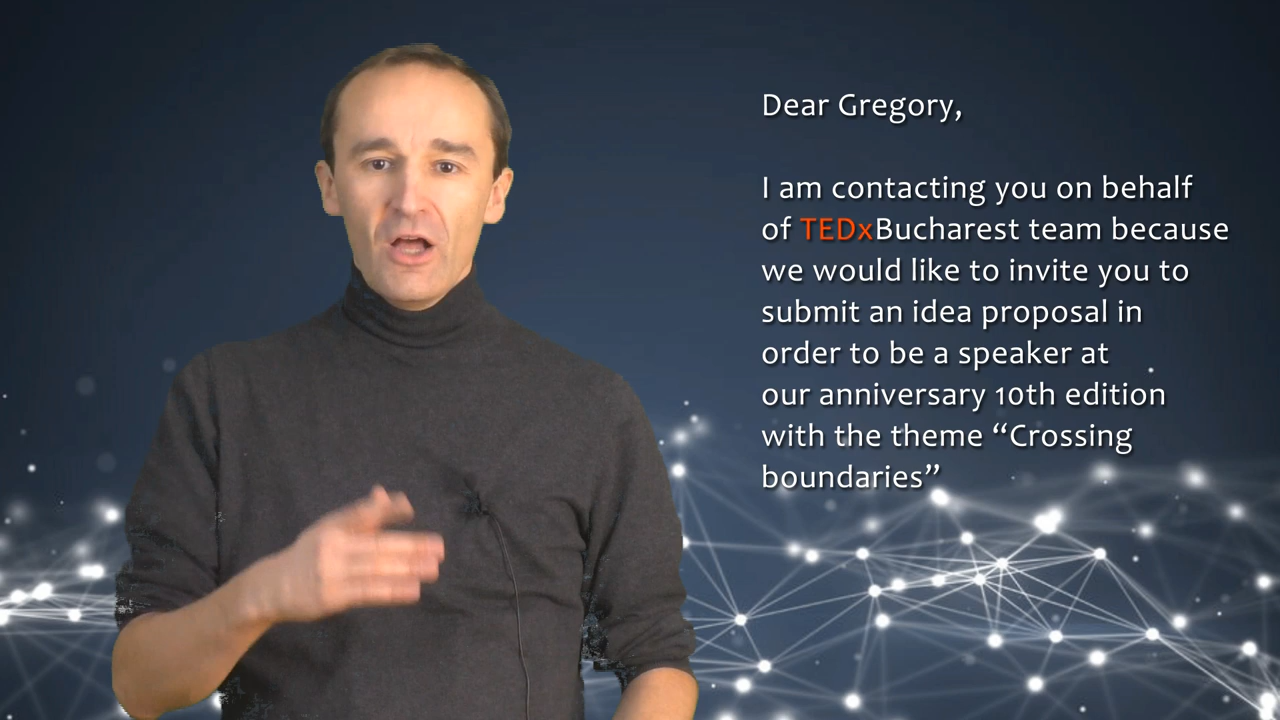 Dear Gregory,
I am contacting you on behalf
of TEDxBucharest team because
we would like to invite you to
submit an idea proposal in
order to be a speaker at
our anniversary 10th edition
with the theme “Crossing
boundaries”